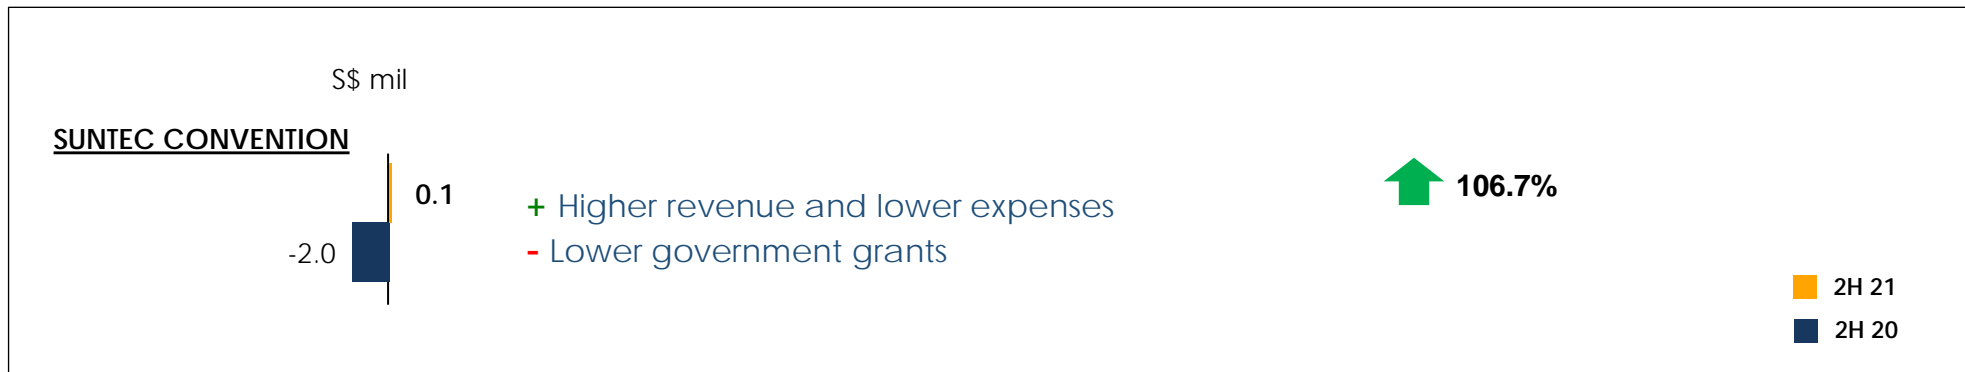 S$ mil
SUNTEC CONVENTION
0.1
+ Higher revenue and lower expenses
106.7%
-2.0
- Lower government grants
2H 21
2H 20